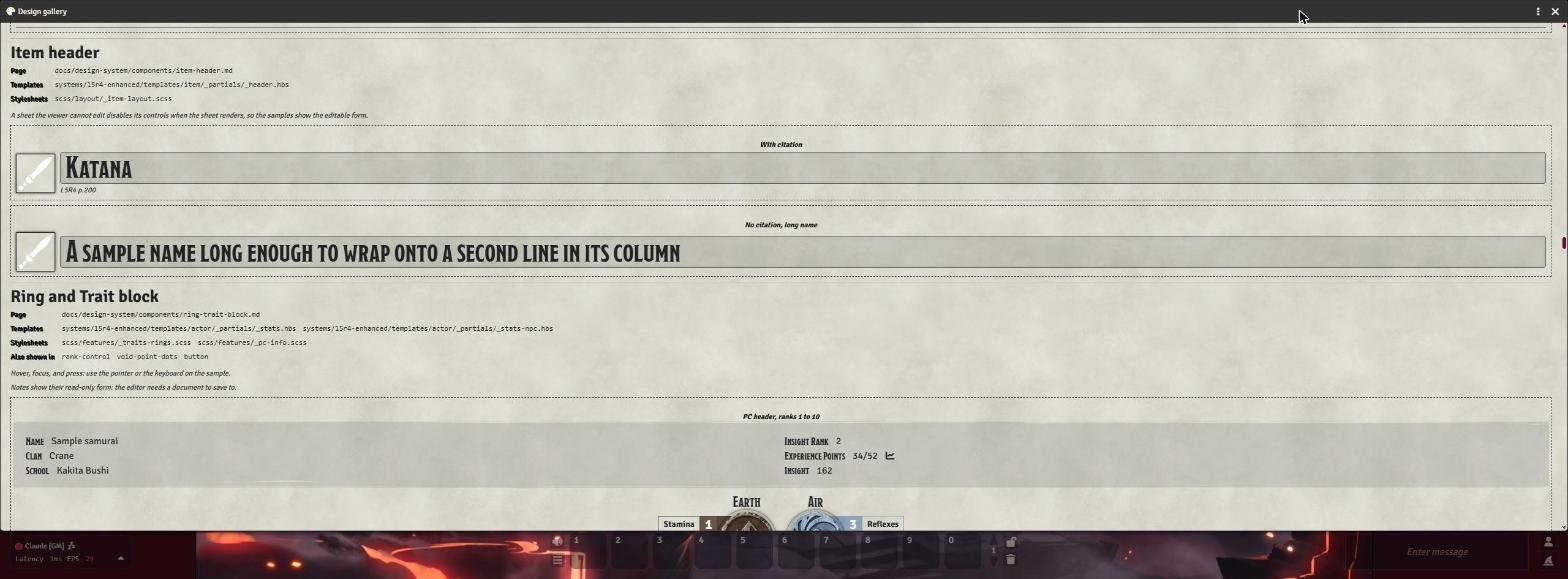 Design gallery
Item header
Page docs/design-system/components/item-header.md
Templates systems/l5r4-enhanced/templates/item/_partials/_header.hbs
Stylesheets scss/layout/_item-layout.scss
A sheet the viewer cannot edit disables its controls when the sheet renders, so the samples show the editable form.
With citation
Katana
L5R4 p.200
No citation, long name
A sample name long enough to wrap onto a second line in its column
Ring and Trait block
Page docs/design-system/components/ring-trait-block.md
Templates systems/l5r4-enhanced/templates/actor/_partials/_stats.hbs systems/l5r4-enhanced/templates/actor/_partials/_stats-npc.hbs
Stylesheets scss/features/_traits-rings.scss scss/features/_pc-info.scss
Also shown in rank-control void-point-dots button
Hover, focus, and press: use the pointer or the keyboard on the sample.
Notes show their read-only form: the editor needs a document to save to.
PC header, ranks 1 to 10
Name Sample samurai Insight Rank 2
Clan Crane Experience Points 34/52
School Kakita Bushi Insight 162
Earth Air
Stamina 1 3 Reflexes
Claude [GM] 1 2 3 4 5 6 7 8 9 0
Latency 3ms FPS 29 1 Enter message